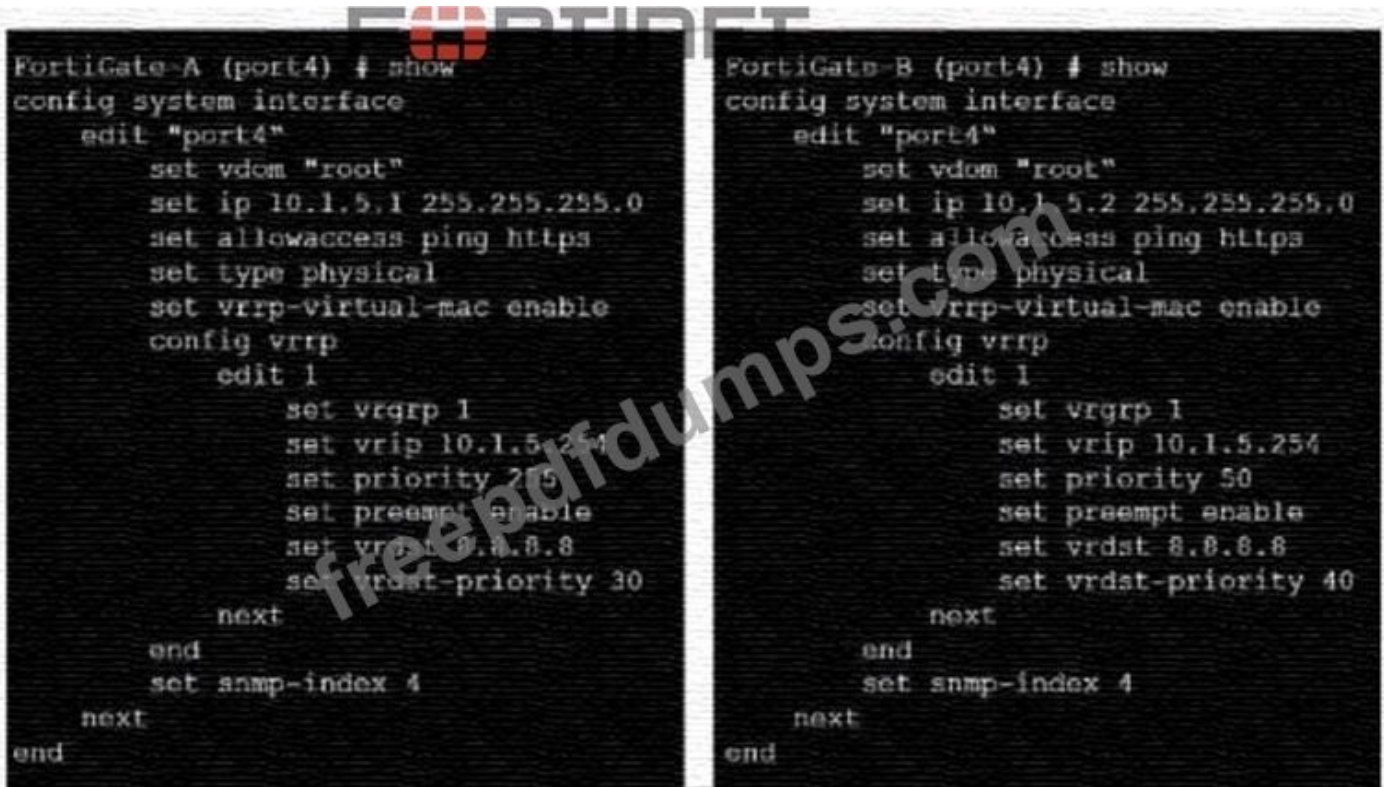 FORTINET
FortiGate-A (port4) # show
config system interface
edit "port4"
set vdom "root"
set ip 10.1.5.1 255.255.255.0
set allowaccess ping https
set type physical
set vrrp-virtual-mac enable
config vrrp
edit 1
set vrgrp 1
set vrip 10.1.5.254
set priority 255
set preempt enable
set vrdst 8.8.8.8
set vrdst-priority 30
next
end
set snmp-index 4
next
end
FortiGate-B (port4) # show
config system interface
edit "port4"
set vdom "root"
set ip 10.1.5.2 255.255.255.0
set allowaccess ping https
set type physical
set vrrp-virtual-mac enable
config vrrp
edit 1
set vrgrp 1
set vrip 10.1.5.254
set priority 50
set preempt enable
set vrdst 8.8.8.8
set vrdst-priority 40
next
end
set snmp-index 4
next
end
freepdfdumps.com